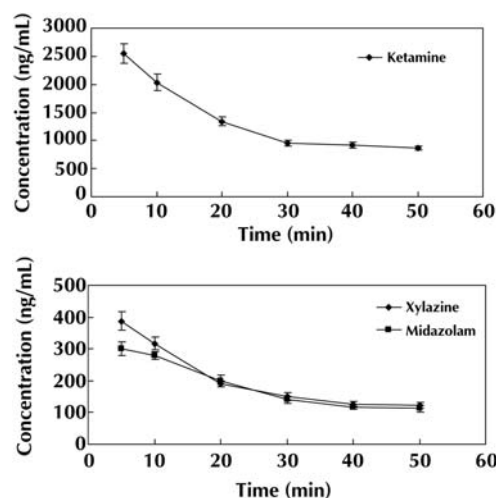 Concentration (ng/mL)
3000
2500
2000
1500
1000
500
0
Ketamine
0 10 20 30 40 50 60
Time (min)
Concentration (ng/mL)
500
400
300
200
100
0
Xylazine
Midazolam
0 10 20 30 40 50 60
Time (min)